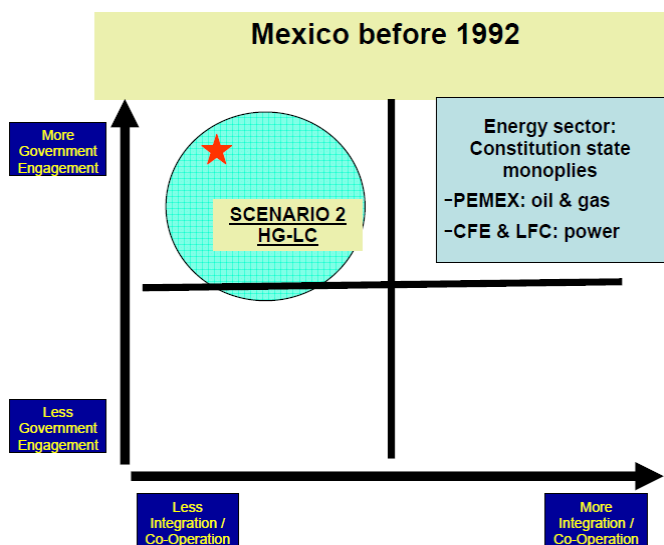 Mexico before 1992
More
Government
Engagement
Energy sector:
Constitution state
monoplies
-PEMEX: oil & gas
-CFE & LFC: power
SCENARIO 2
HG-LC
Less
Government
Engagement
Less
Integration /
Co-Operation
More
Integration /
Co-Operation